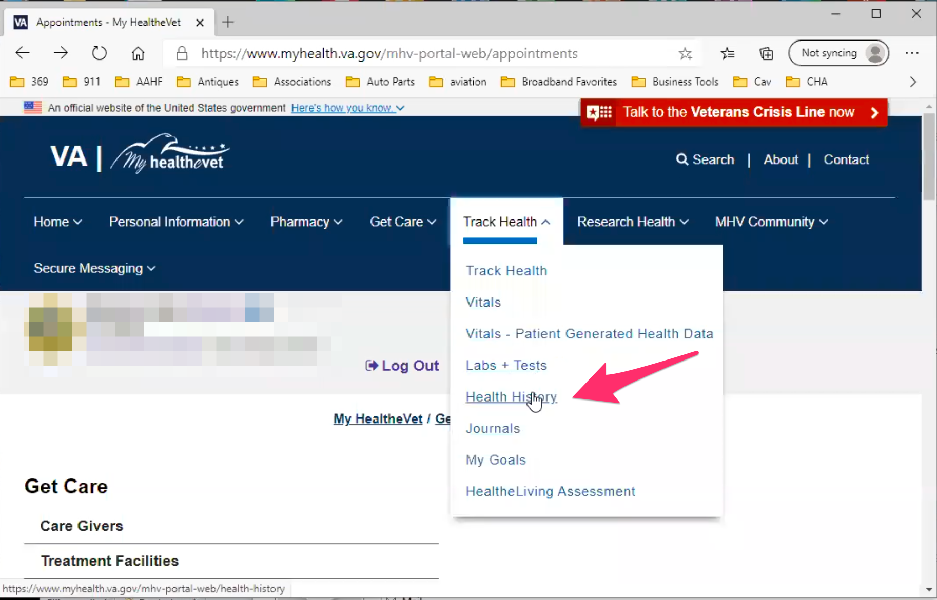 VA Appointments - My HealtheVet
https://www.myhealth.va.gov/mhv-portal-web/appointments
Not syncing
369 911 AAHF Antiques Associations Auto Parts aviation Broadband Favorites Business Tools Cav CHA
An official website of the United States government Here's how you know
Talk to the Veterans Crisis Line now
VA | My healthevet
Search | About | Contact
Home Personal Information Pharmacy Get Care Track Health Research Health MHV Community
Secure Messaging
Track Health
Vitals
Vitals - Patient Generated Health Data
Labs + Tests
Log Out
Health History
My HealtheVet / Ge
Journals
My Goals
Get Care
HealtheLiving Assessment
Care Givers
Treatment Facilities
https://www.myhealth.va.gov/mhv-portal-web/health-history